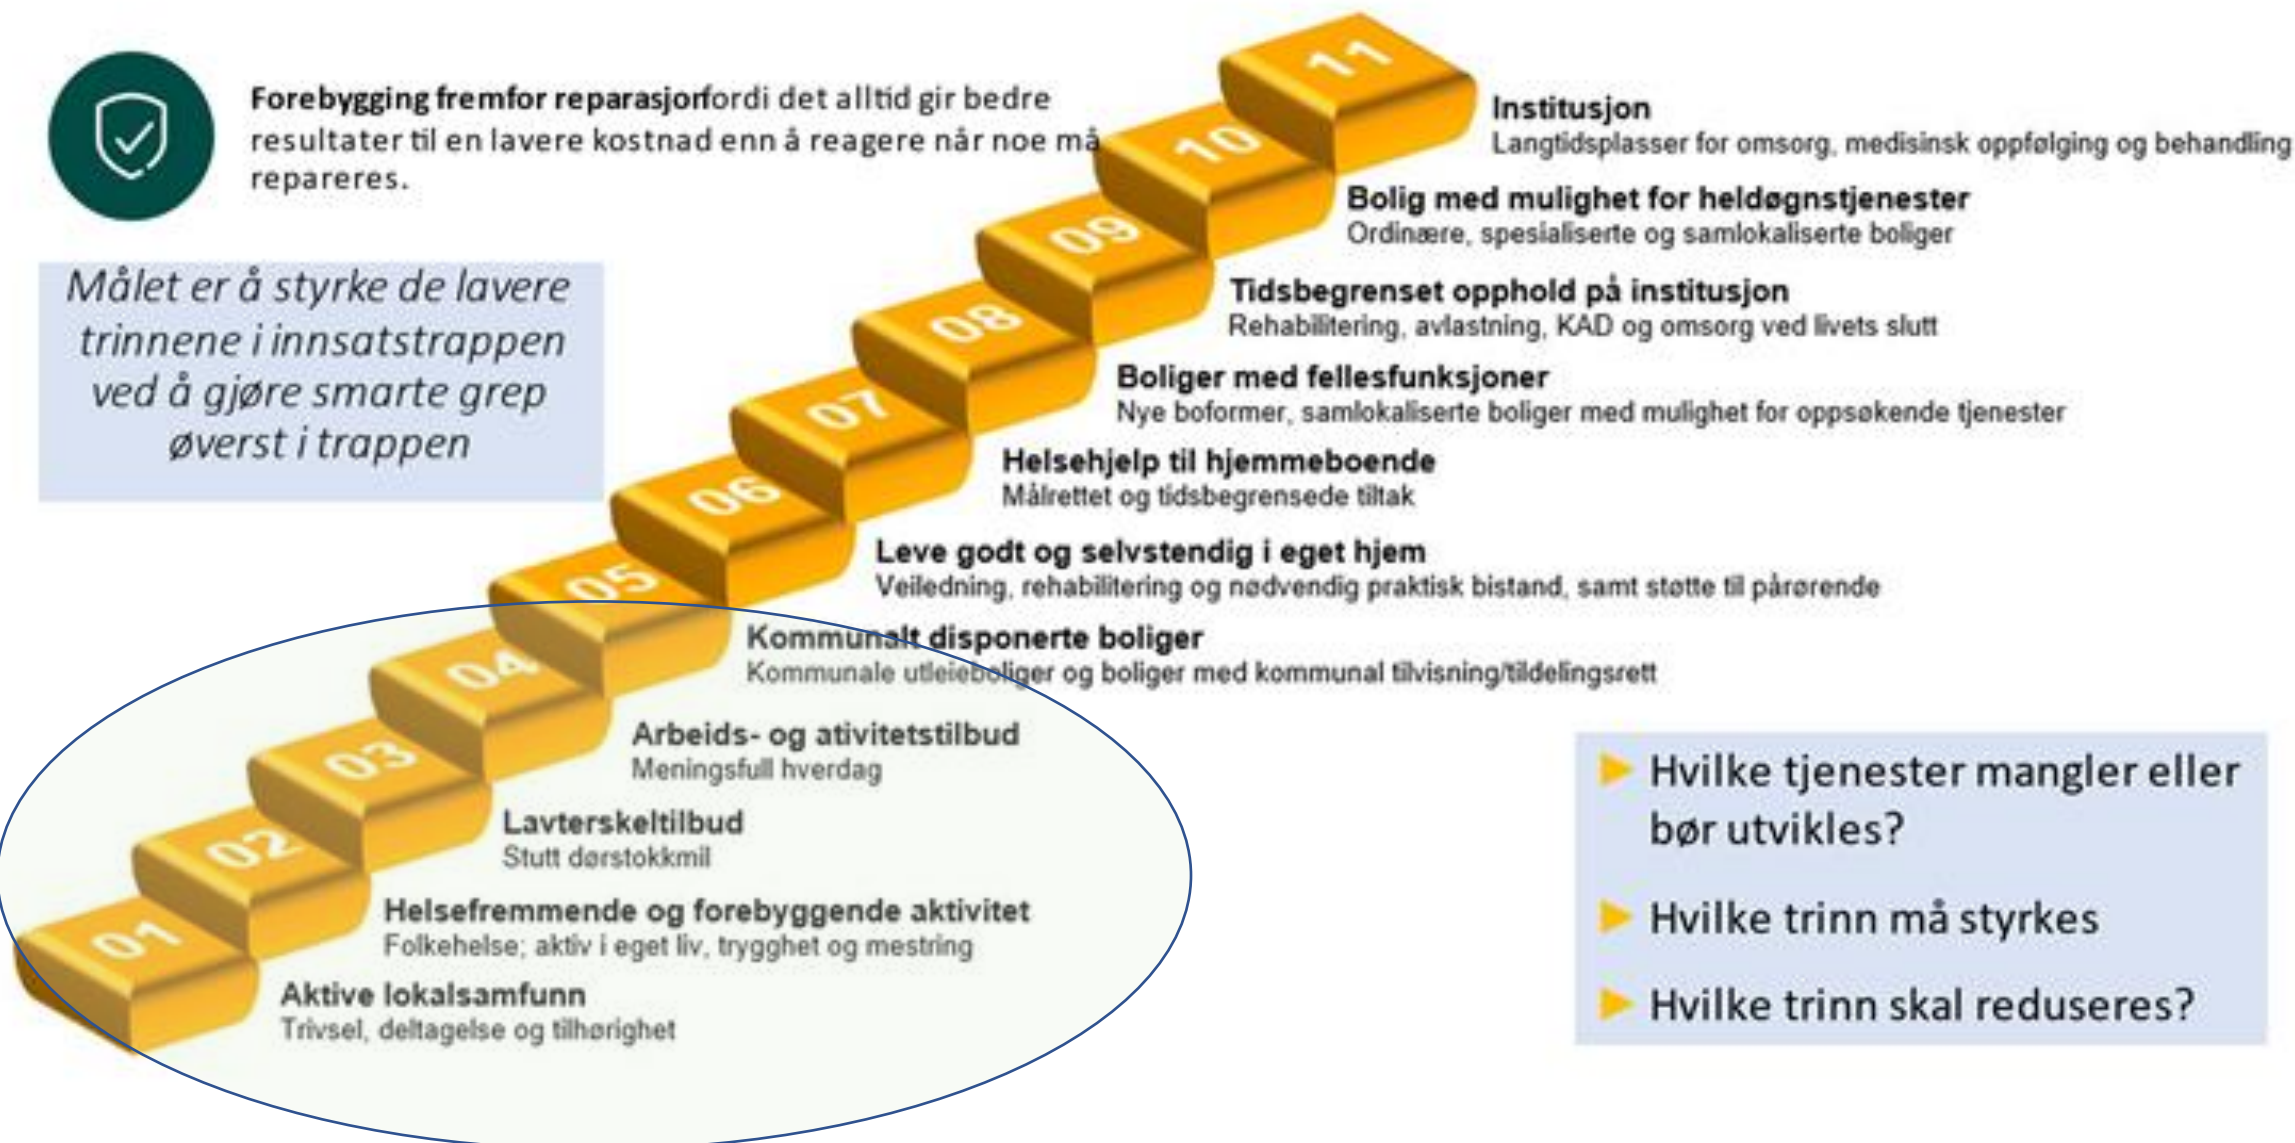 Forebygging fremfor reparasjonfordi det alltid gir bedre
resultater til en lavere kostnad enn å reagere når noe må
repareres.
Målet er å styrke de lavere
trinnene i innsatstrappen
ved å gjøre smarte grep
øverst i trappen
11
Institusjon
Langtidsplasser for omsorg, medisinsk oppfølging og behandling
10
Bolig med mulighet for heldøgnstjenester
Ordinære, spesialiserte og samlokaliserte boliger
09
Tidsbegrenset opphold på institusjon
Rehabilitering, avlastning, KAD og omsorg ved livets slutt
08
Boliger med fellesfunksjoner
Nye boformer, samlokaliserte boliger med mulighet for oppsøkende tjenester
07
Helsehjelp til hjemmeboende
Målrettet og tidsbegrensede tiltak
06
Leve godt og selvstendig i eget hjem
Veiledning, rehabilitering og nødvendig praktisk bistand, samt støtte til pårørende
05
Kommunalt disponerte boliger
Kommunale utleieboliger og boliger med kommunal tilvisning/tildelingsrett
04
Arbeids- og ativitetstilbud
Meningsfull hverdag
03
Lavterskeltilbud
Stutt dørstokkmil
02
Helsefremmende og forebyggende aktivitet
Folkehelse; aktiv i eget liv, trygghet og mestring
01
Aktive lokalsamfunn
Trivsel, deltagelse og tilhørighet
Hvilke tjenester mangler eller
bør utvikles?
Hvilke trinn må styrkes
Hvilke trinn skal reduseres?